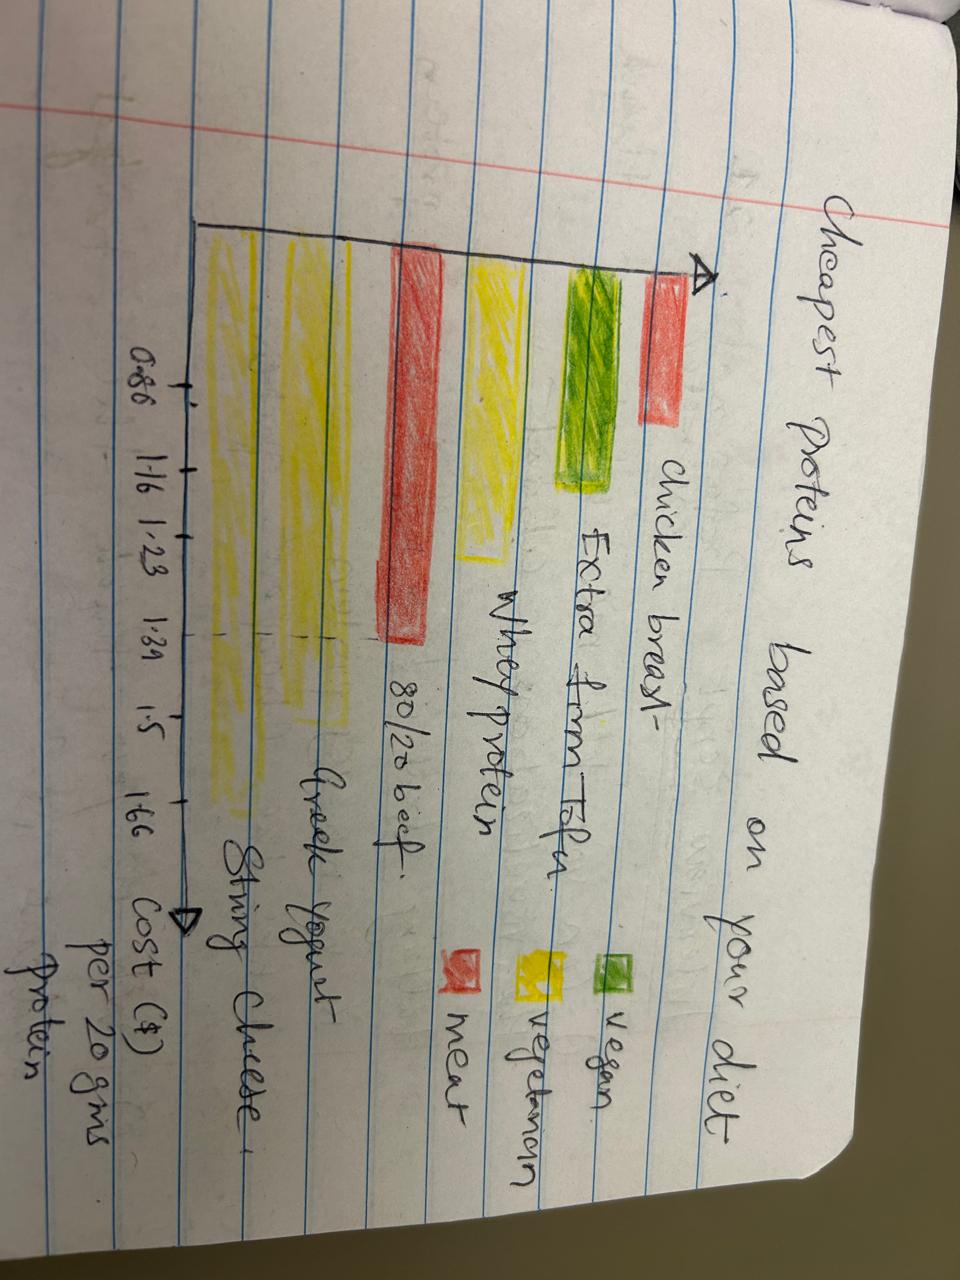 Cheapest proteins based on your diet
Chicken breast
Extra firm Tofu
Whey protein
80/20 beef.
Greek yogurt
String Cheese.
vegan
vegetarian
meat
0.86 1.16 1.23 1.39 1.5 1.66
Cost ($)
per 20 gms
Protein